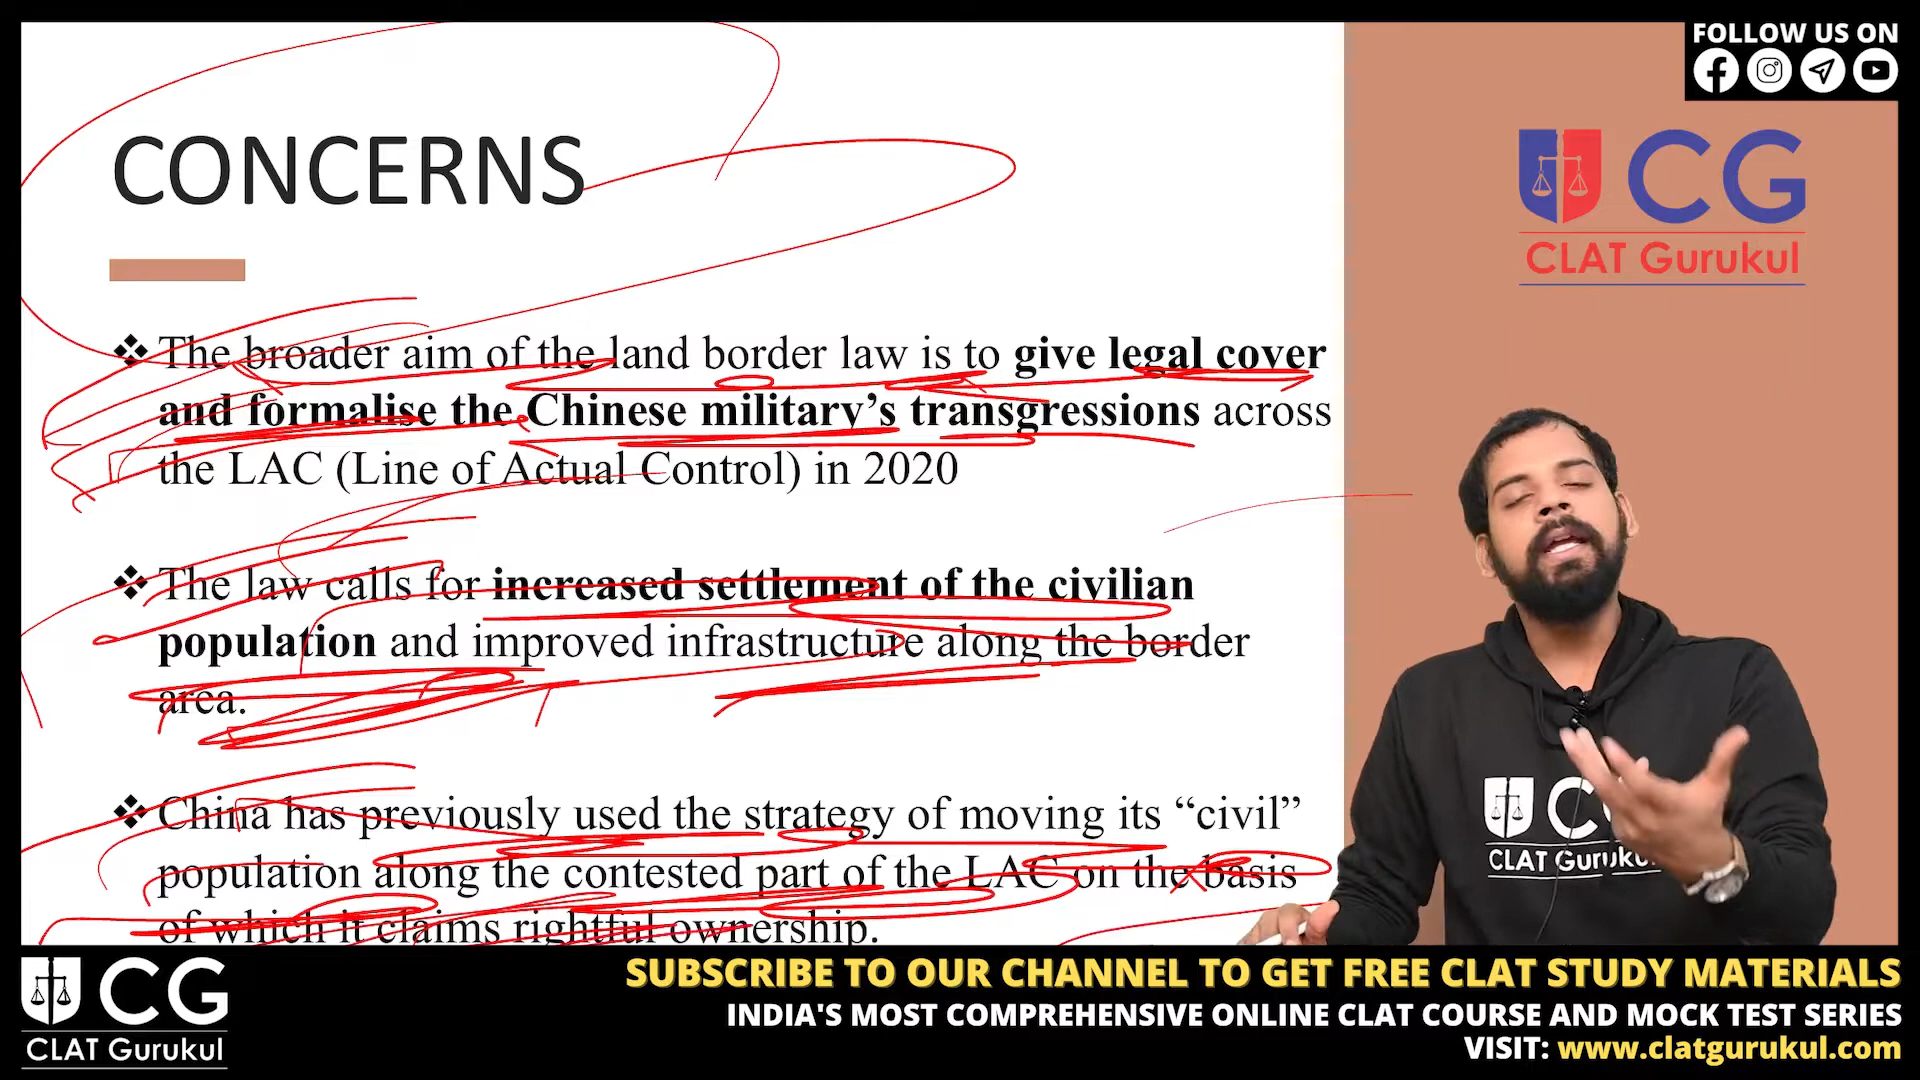 FOLLOW US ON
CG
CLAT Gurukul
CONCERNS
❖ The broader aim of the land border law is to give legal cover
and formalise the Chinese military’s transgressions across
the LAC (Line of Actual Control) in 2020
❖ The law calls for increased settlement of the civilian
population and improved infrastructure along the border
area.
❖ China has previously used the strategy of moving its “civil”
population along the contested part of the LAC on the basis
of which it claims rightful ownership.
CLAT Gurukul
CG
CLAT Gurukul
SUBSCRIBE TO OUR CHANNEL TO GET FREE CLAT STUDY MATERIALS
INDIA'S MOST COMPREHENSIVE ONLINE CLAT COURSE AND MOCK TEST SERIES
VISIT: www.clatgurukul.com